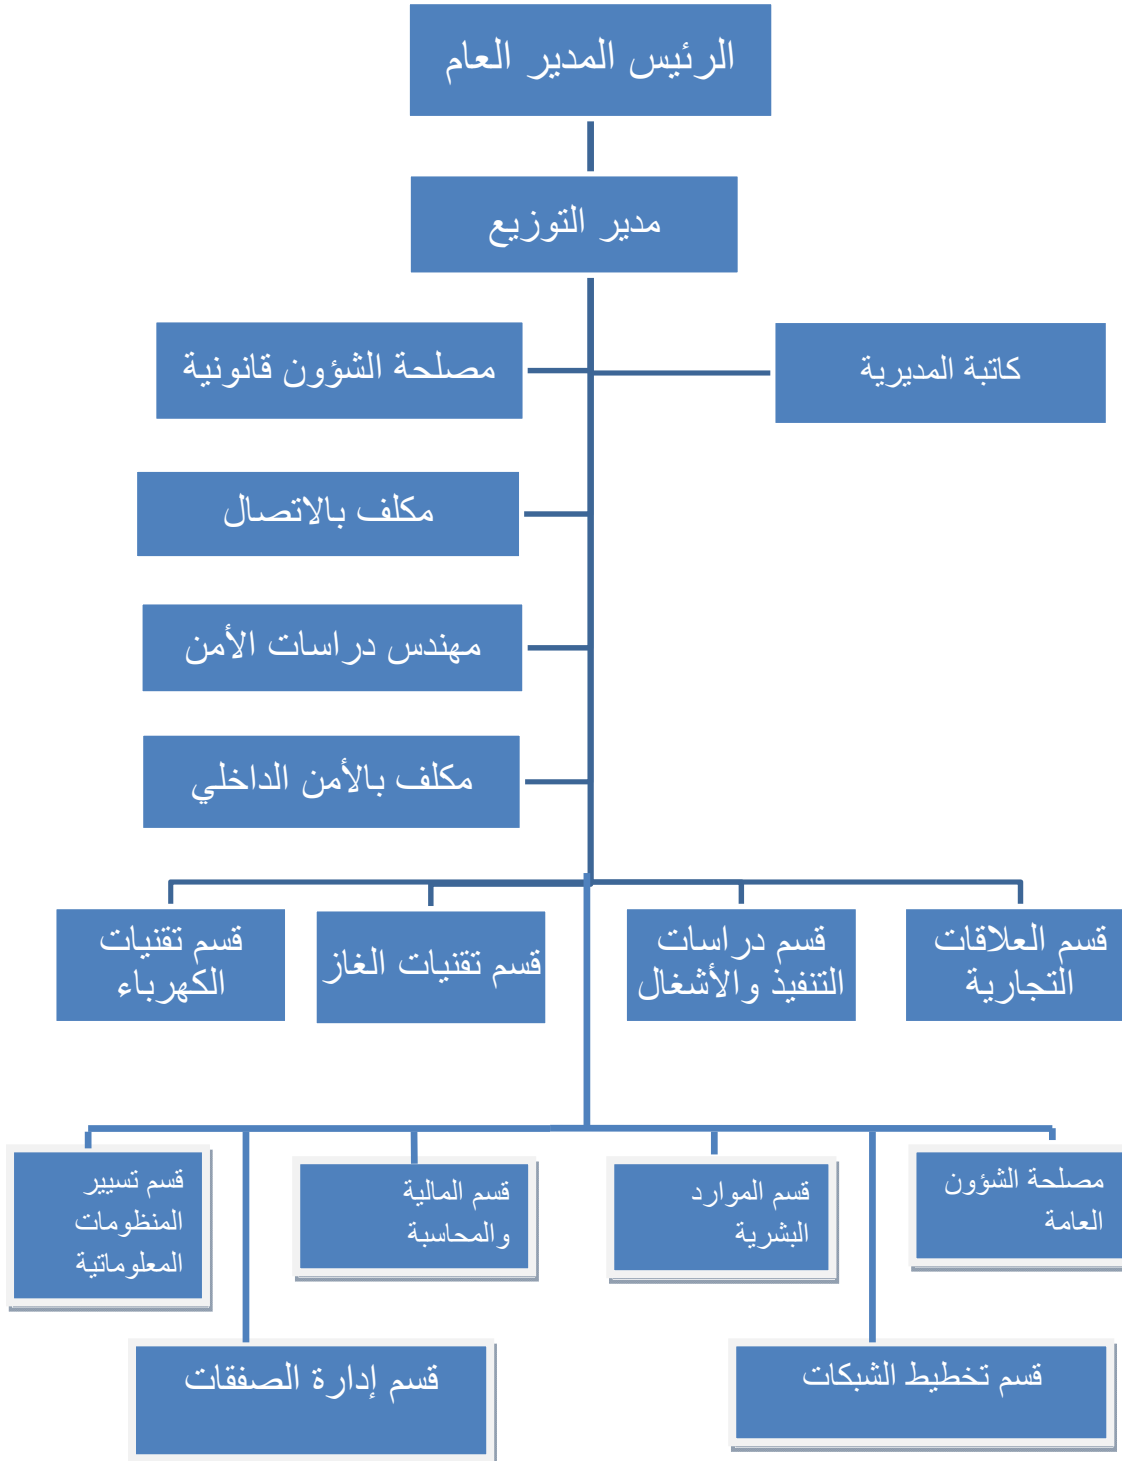 الرئيس المدير العام
مدير التوزيع
كاتبة المديرية
مصلحة الشؤون قانونية
مكلف بالاتصال
مهندس دراسات الأمن
مكلف بالأمن الداخلي
قسم العلاقات
التجارية
قسم دراسات
التنفيذ والأشغال
قسم تقنيات الغاز
قسم تقنيات
الكهرباء
مصلحة الشؤون
العامة
قسم الموارد
البشرية
قسم المالية
والمحاسبة
قسم تسيير
المنظومات
المعلوماتية
قسم تخطيط الشبكات
قسم إدارة الصفقات